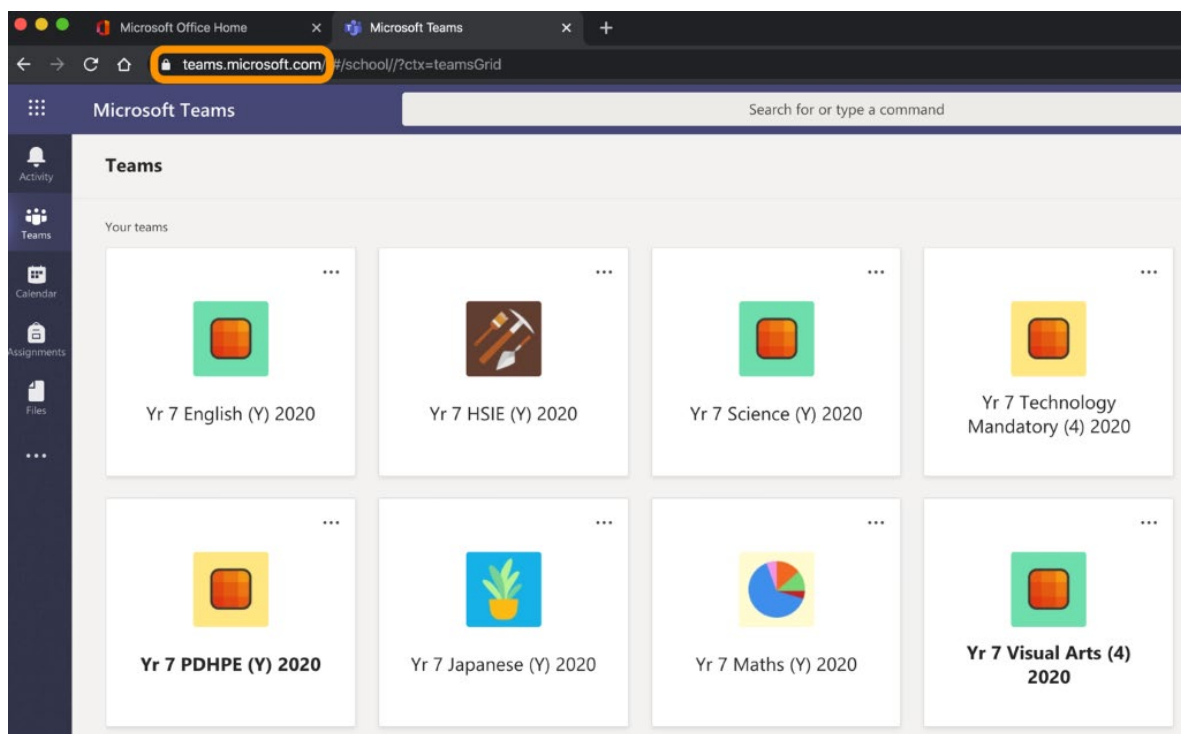 Microsoft Office Home
Microsoft Teams
teams.microsoft.com/#/school//?ctx=teamsGrid
Microsoft Teams
Search for or type a command
Activity
Teams
Calendar
Assignments
Files
Teams
Your teams
Yr 7 English (Y) 2020
Yr 7 HSIE (Y) 2020
Yr 7 Science (Y) 2020
Yr 7 Technology
Mandatory (4) 2020
Yr 7 PDHPE (Y) 2020
Yr 7 Japanese (Y) 2020
Yr 7 Maths (Y) 2020
Yr 7 Visual Arts (4)
2020